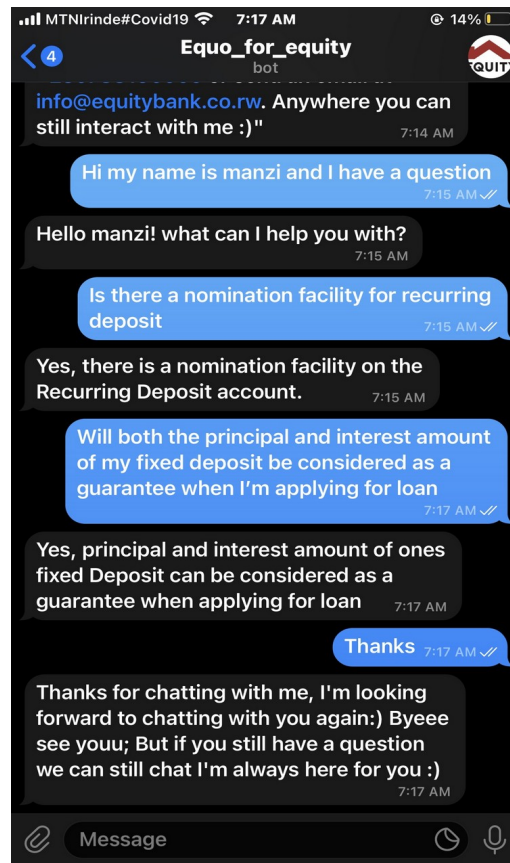 MTNIrinde#Covid19 7:17 AM 14%
4
Equo_for_equity
bot
EQUIT
info@equitybank.co.rw. Anywhere you can
still interact with me :)"
7:14 AM
Hi my name is manzi and I have a question
7:15 AM
Hello manzi! what can I help you with?
7:15 AM
Is there a nomination facility for recurring
deposit
7:15 AM
Yes, there is a nomination facility on the
Recurring Deposit account.
7:15 AM
Will both the principal and interest amount
of my fixed deposit be considered as a
guarantee when I’m applying for loan
7:17 AM
Yes, principal and interest amount of ones
fixed Deposit can be considered as a
guarantee when applying for loan
7:17 AM
Thanks 7:17 AM
Thanks for chatting with me, I'm looking
forward to chatting with you again:) Byeee
see youu; But if you still have a question
we can still chat I'm always here for you :)
7:17 AM
Message